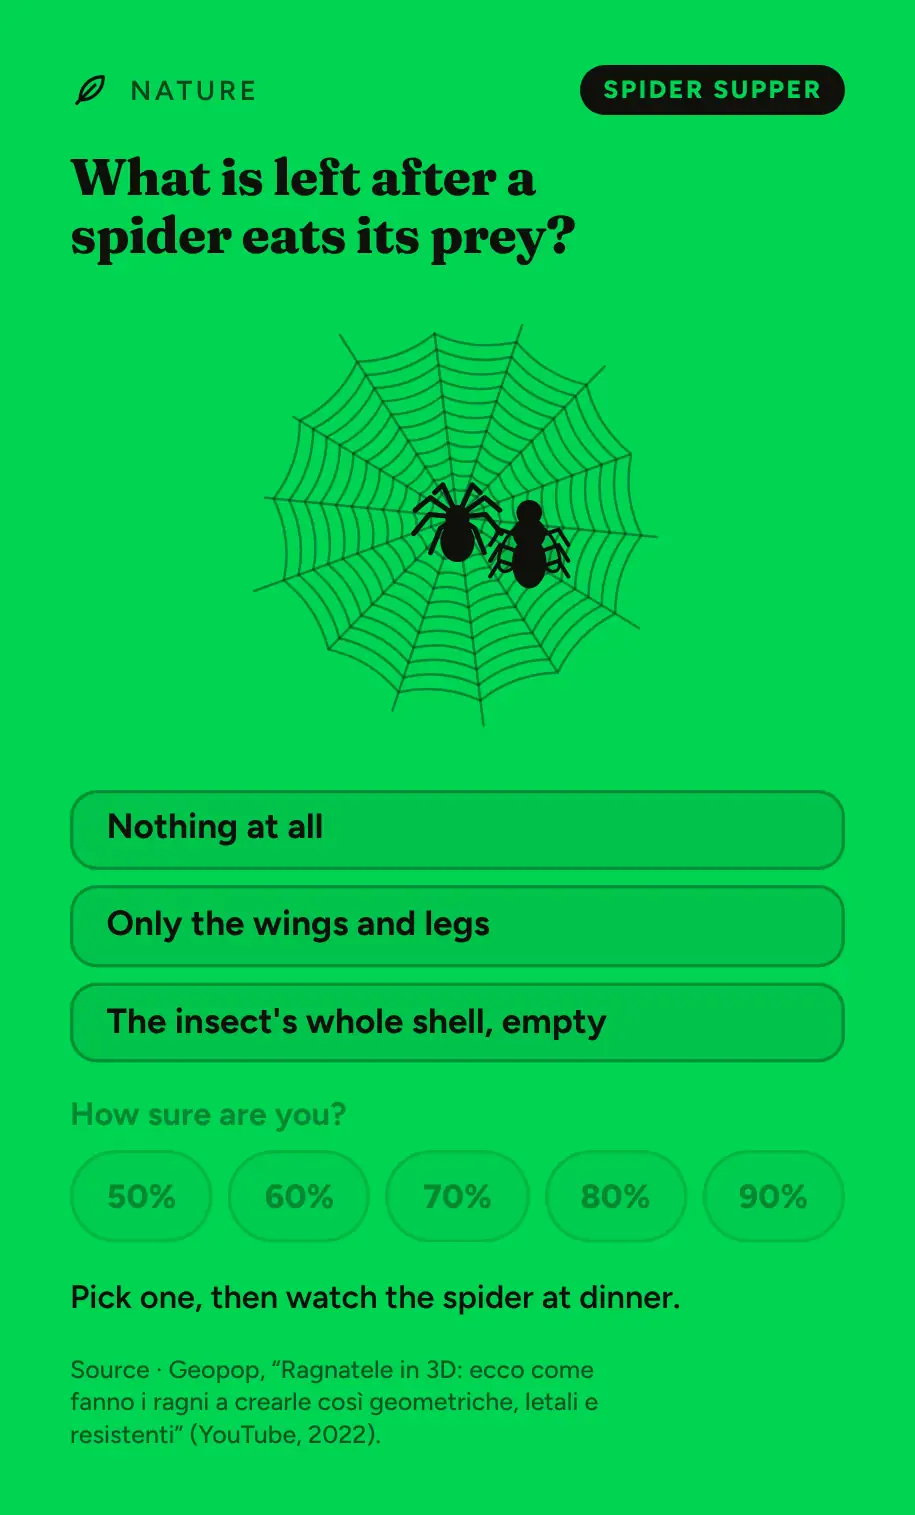 NATURE
SPIDER SUPPER
What is left after a
spider eats its prey?
Nothing at all
Only the wings and legs
The insect's whole shell, empty
How sure are you?
50% 60% 70% 80% 90%
Pick one, then watch the spider at dinner.
Source · Geopop, “Ragnatele in 3D: ecco come
fanno i ragni a crearle così geometriche, letali e
resistenti” (YouTube, 2022).